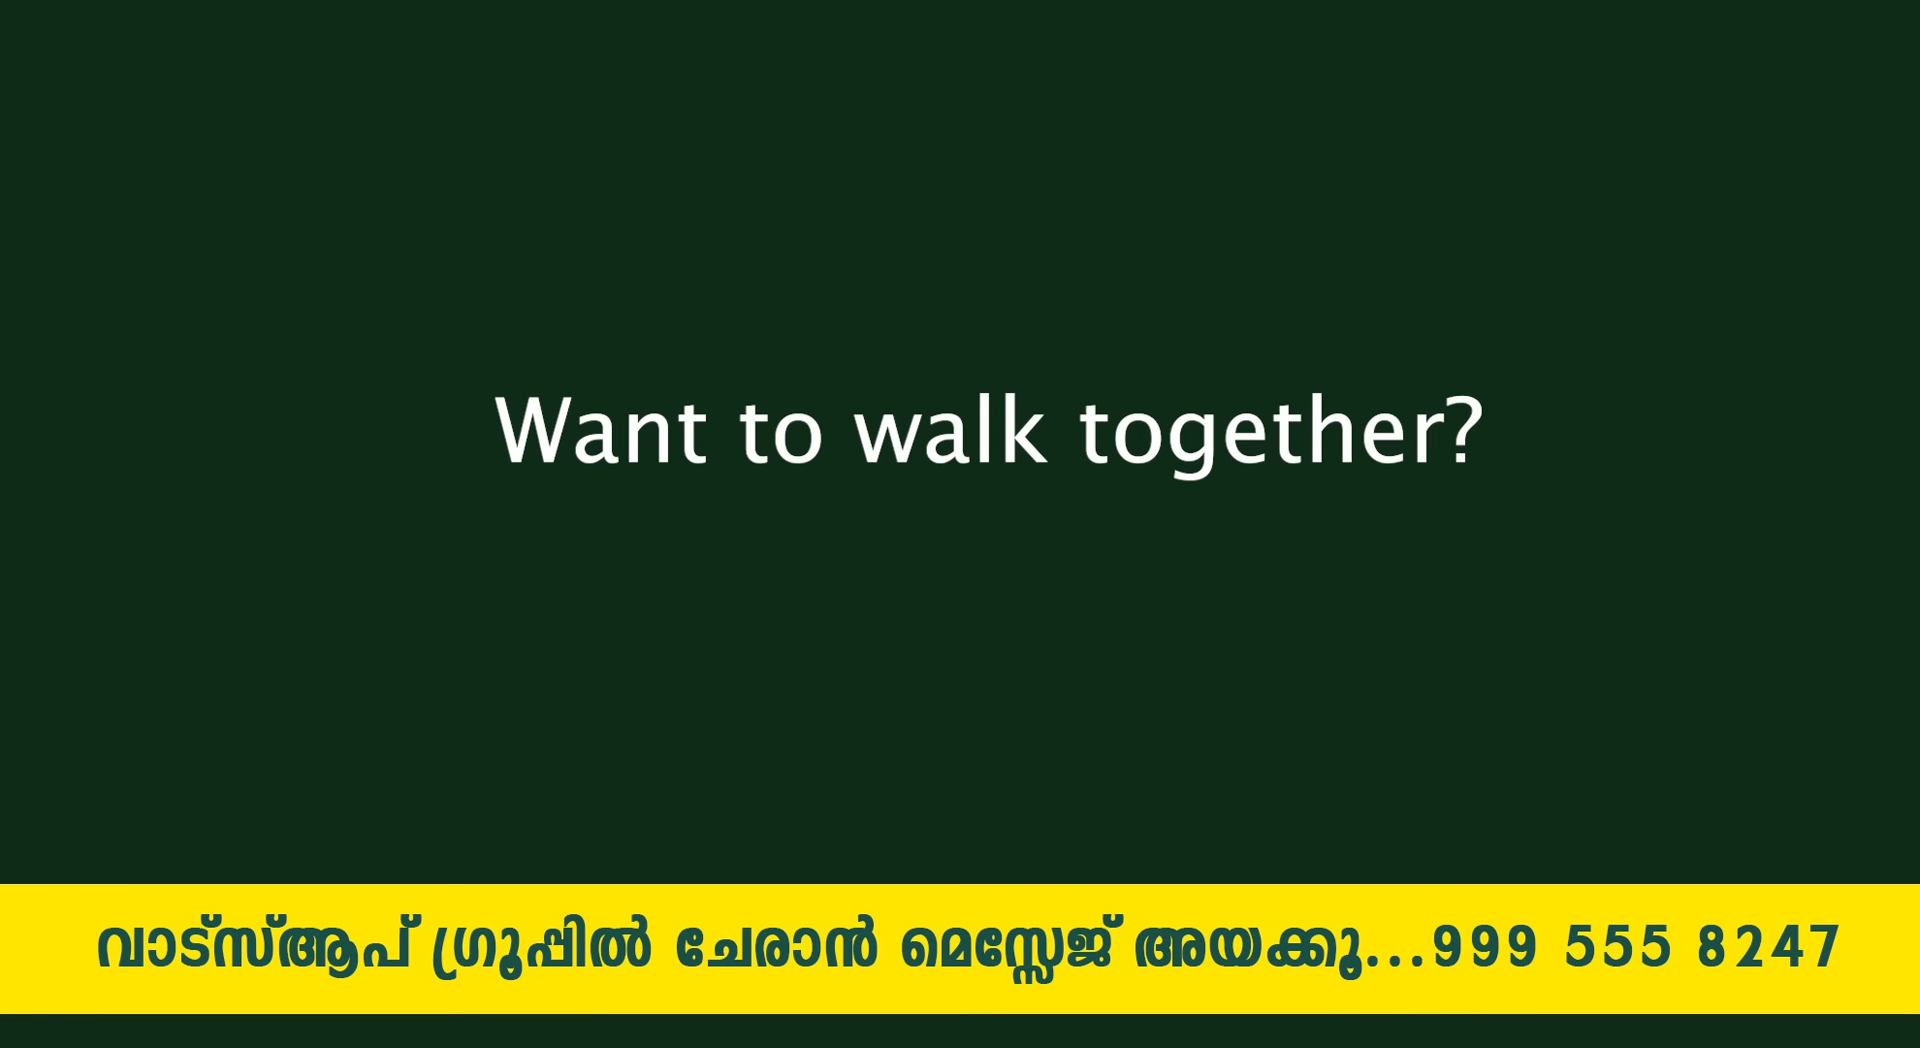 Want to walk together?
വാട്സ്ആപ് ഗ്രൂപ്പിൽ ചേരാൻ മെസ്സേജ് അയക്കൂ...999 555 8247